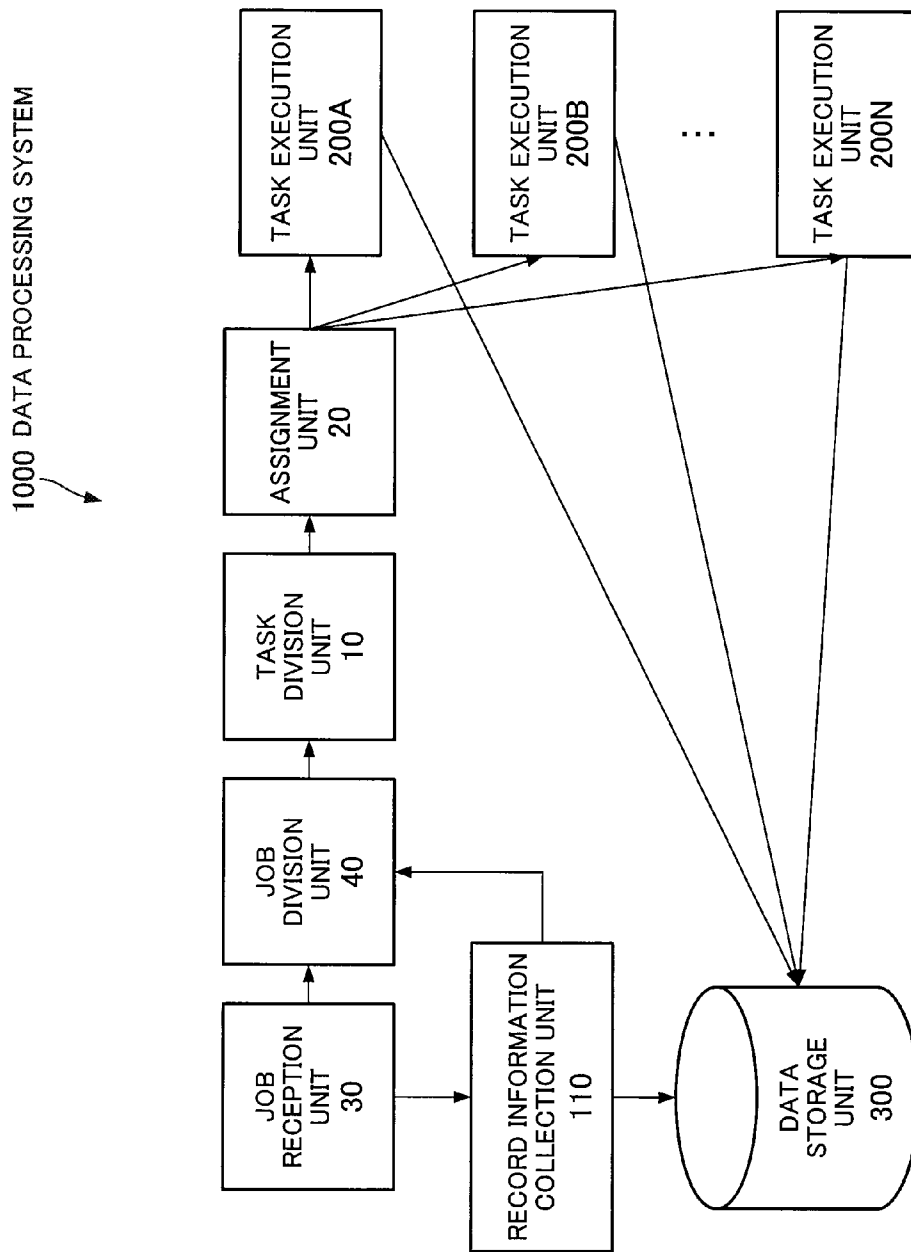 1000 DATA PROCESSING SYSTEM
JOB
RECEPTION
UNIT
30
JOB
DIVISION
UNIT
40
TASK
DIVISION
UNIT
10
ASSIGNMENT
UNIT
20
TASK EXECUTION
UNIT
200A
RECORD INFORMATION
COLLECTION UNIT
110
TASK EXECUTION
UNIT
200B
...
DATA
STORAGE
UNIT
300
TASK EXECUTION
UNIT
200N